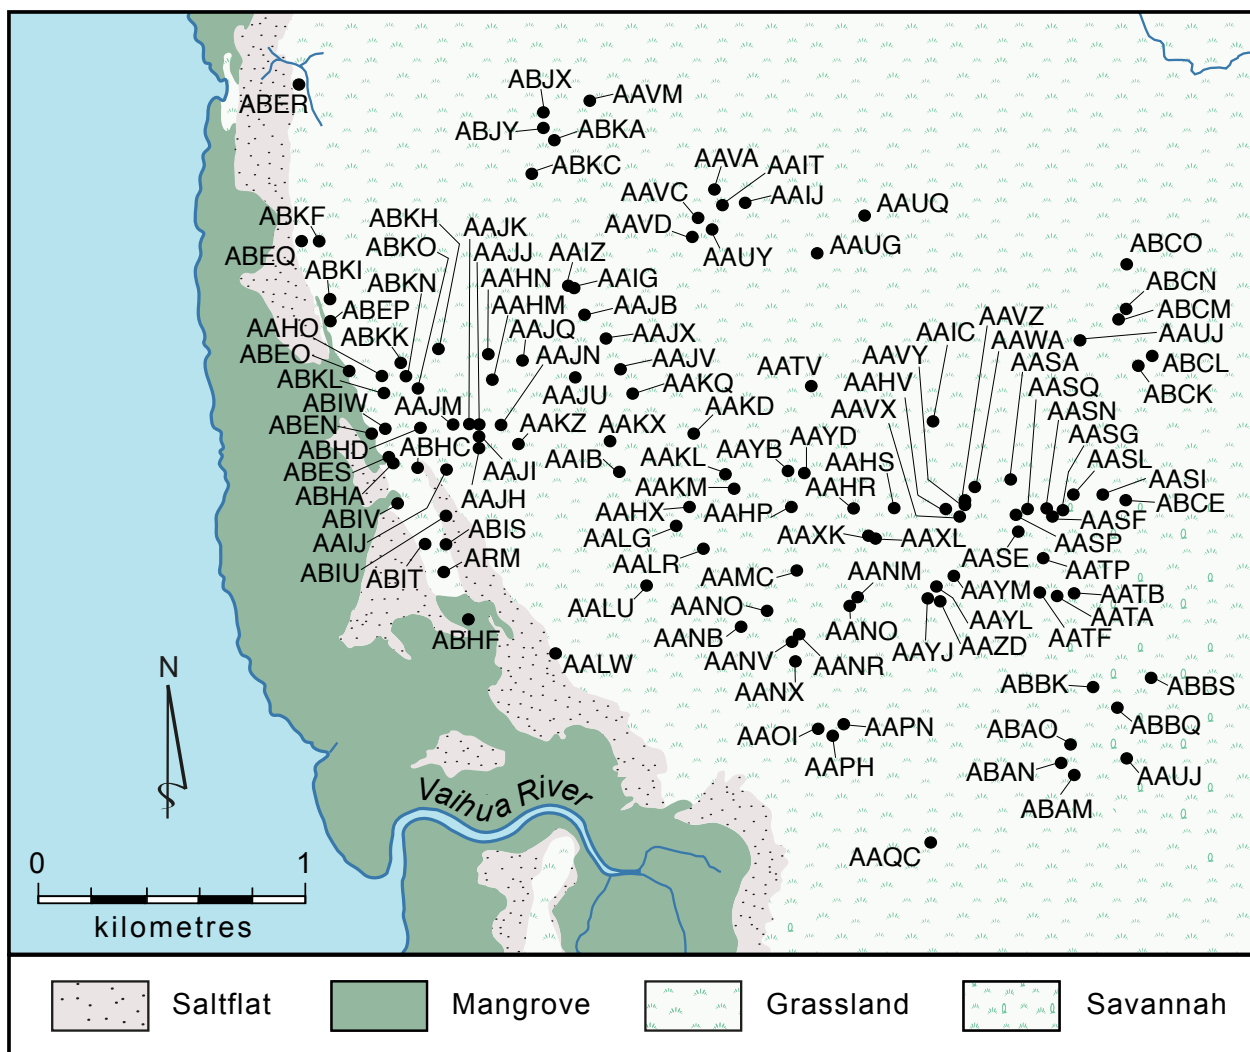 ABJX
AAVM
ABER
ABJY
ABKA
AAVA
AAIT
ABKC
AAVC
AAIJ
ABKF
ABKH
AAJK
AAUQ
AAVD
ABEQ
ABKO
AAJJ
AAIZ
AAUY
AAUG
ABCO
ABKI
ABKN
AAHN
AAIG
ABCN
ABEP
AAHM
AAJB
ABCM
AAHO
ABKK
AAJQ
AAJX
AAVZ
AAUJ
ABEO
AAJN
AAJV
AAIC
AAWA
ABCL
ABKL
AAJU
AAKQ
AATV
AAVY
AASA
ABCK
ABIW
AAJM
AAKD
AAHV
AASQ
ABEN
AAKZ
AAKX
AAVX
AASN
ABHD
ABHC
AAYB
AAYD
AASG
ABES
AAJI
AAIB
AAKL
AAHS
AASL
ABHA
AAJH
AAKM
AAHR
AASI
ABIV
AAHX
AAHP
ABCE
AAIJ
ABIS
AALG
AAXK
AAXL
AASF
ABIU
ABIT
ARM
AALR
AASE
AASP
AAMC
AANM
AATP
AALU
AANO
AAYM
AATB
ABHF
AANB
AANO
AAYL
AATA
AALW
AANV
AANR
AAYJ
AAZD
AATF
N
AANX
ABBK
ABBS
AAOI
AAPN
ABAO
ABBQ
AAPH
ABAN
AAUJ
Vaihua River
ABAM
AAQC
0 1
kilometres
Saltflat
Mangrove
Grassland
Savannah